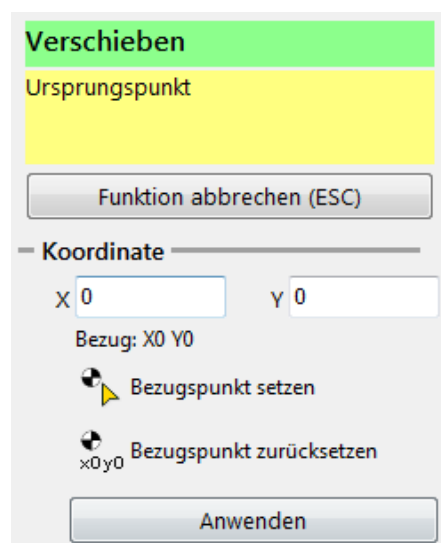 Verschieben
Ursprungspunkt
Funktion abbrechen (ESC)
Koordinate
X 0 Y 0
Bezug: X0 Y0
Bezugspunkt setzen
x0y0 Bezugspunkt zurücksetzen
Anwenden